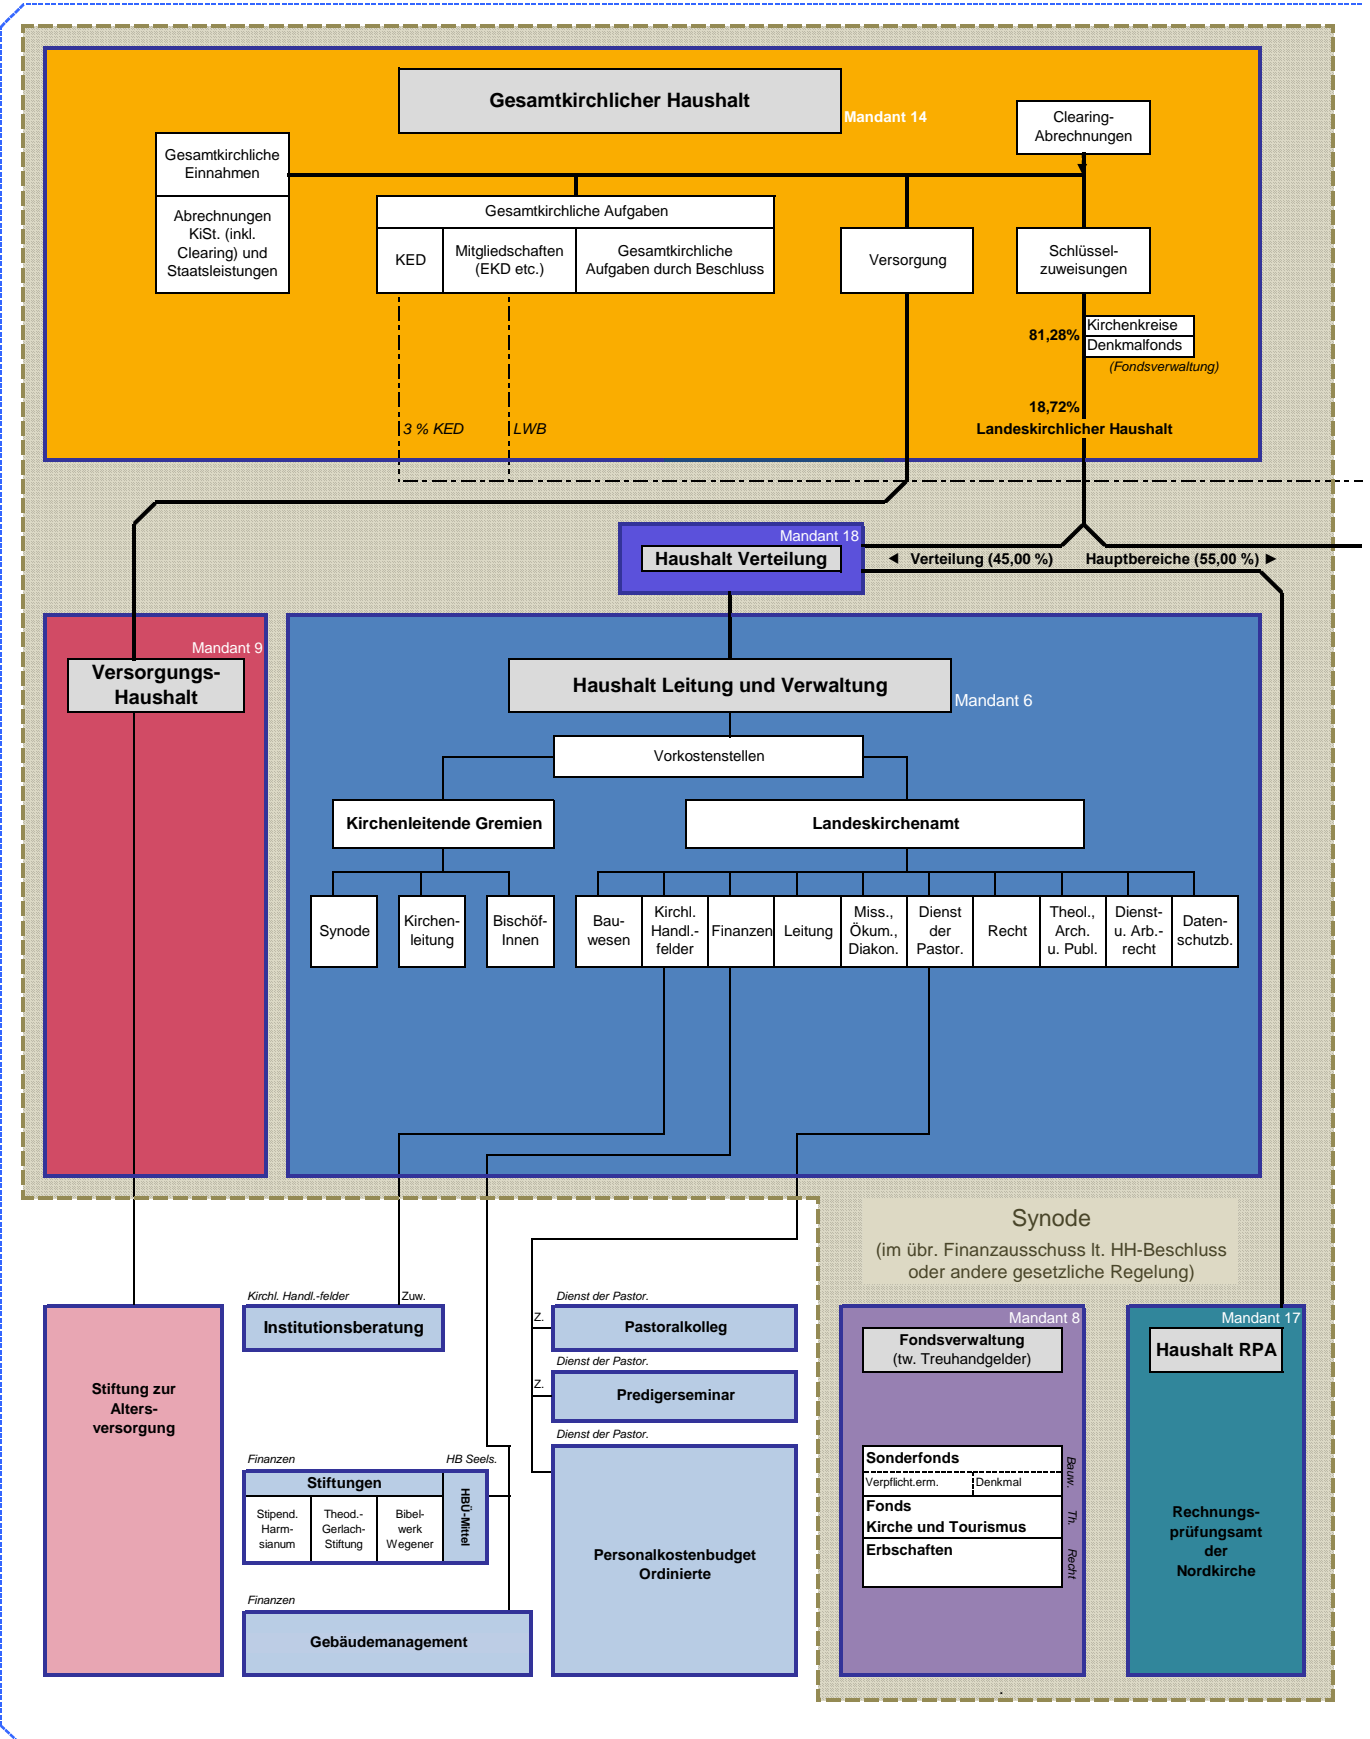 Gesamtkirchlicher Haushalt
Mandant 14
Clearing-
Abrechnungen
Gesamtkirchliche
Einnahmen
Abrechnungen
KiSt. (inkl.
Clearing) und
Staatsleistungen
Gesamtkirchliche Aufgaben
KED
Mitgliedschaften
(EKD etc.)
Gesamtkirchliche
Aufgaben durch Beschluss
Versorgung
Schlüssel-
zuweisungen
81,28%
Kirchenkreise
Denkmalfonds
(Fondsverwaltung)
18,72%
Landeskirchlicher Haushalt
3 % KED
LWB
Mandant 18
Haushalt Verteilung
◄ Verteilung (45,00 %)
Hauptbereiche (55,00 %) ►
Mandant 9
Versorgungs-
Haushalt
Haushalt Leitung und Verwaltung
Mandant 6
Vorkostenstellen
Kirchenleitende Gremien
Landeskirchenamt
Synode
Kirchen-
leitung
Bischöf-
Innen
Bau-
wesen
Kirchl.
Handl.-
felder
Finanzen
Leitung
Miss.,
Ökum.,
Diakon.
Dienst
der
Pastor.
Recht
Theol.,
Arch.
u. Publ.
Dienst-
u. Arb.-
recht
Daten-
schutzb.
Synode
(im übr. Finanzausschuss lt. HH-Beschluss
oder andere gesetzliche Regelung)
Stiftung zur
Alters-
versorgung
Kirchl. Handl.-felder
Zuw.
Institutionsberatung
Finanzen
HB Seels.
Stiftungen
Stipend.
Harm-
sianum
Theod.-
Gerlach-
Stiftung
Bibel-
werk
Wegener
HBÜ-Mittel
Finanzen
Gebäudemanagement
Dienst der Pastor.
Z.
Pastoralkolleg
Dienst der Pastor.
Z.
Predigerseminar
Dienst der Pastor.
Personalkostenbudget
Ordinierte
Mandant 8
Fondsverwaltung
(tw. Treuhandgelder)
Sonderfonds
Verpflicht.erm.
Denkmal
Bauw.
Fonds
Kirche und Tourismus
Th.
Erbschaften
Recht
.
Mandant 17
Haushalt RPA
Rechnungs-
prüfungsamt
der
Nordkirche